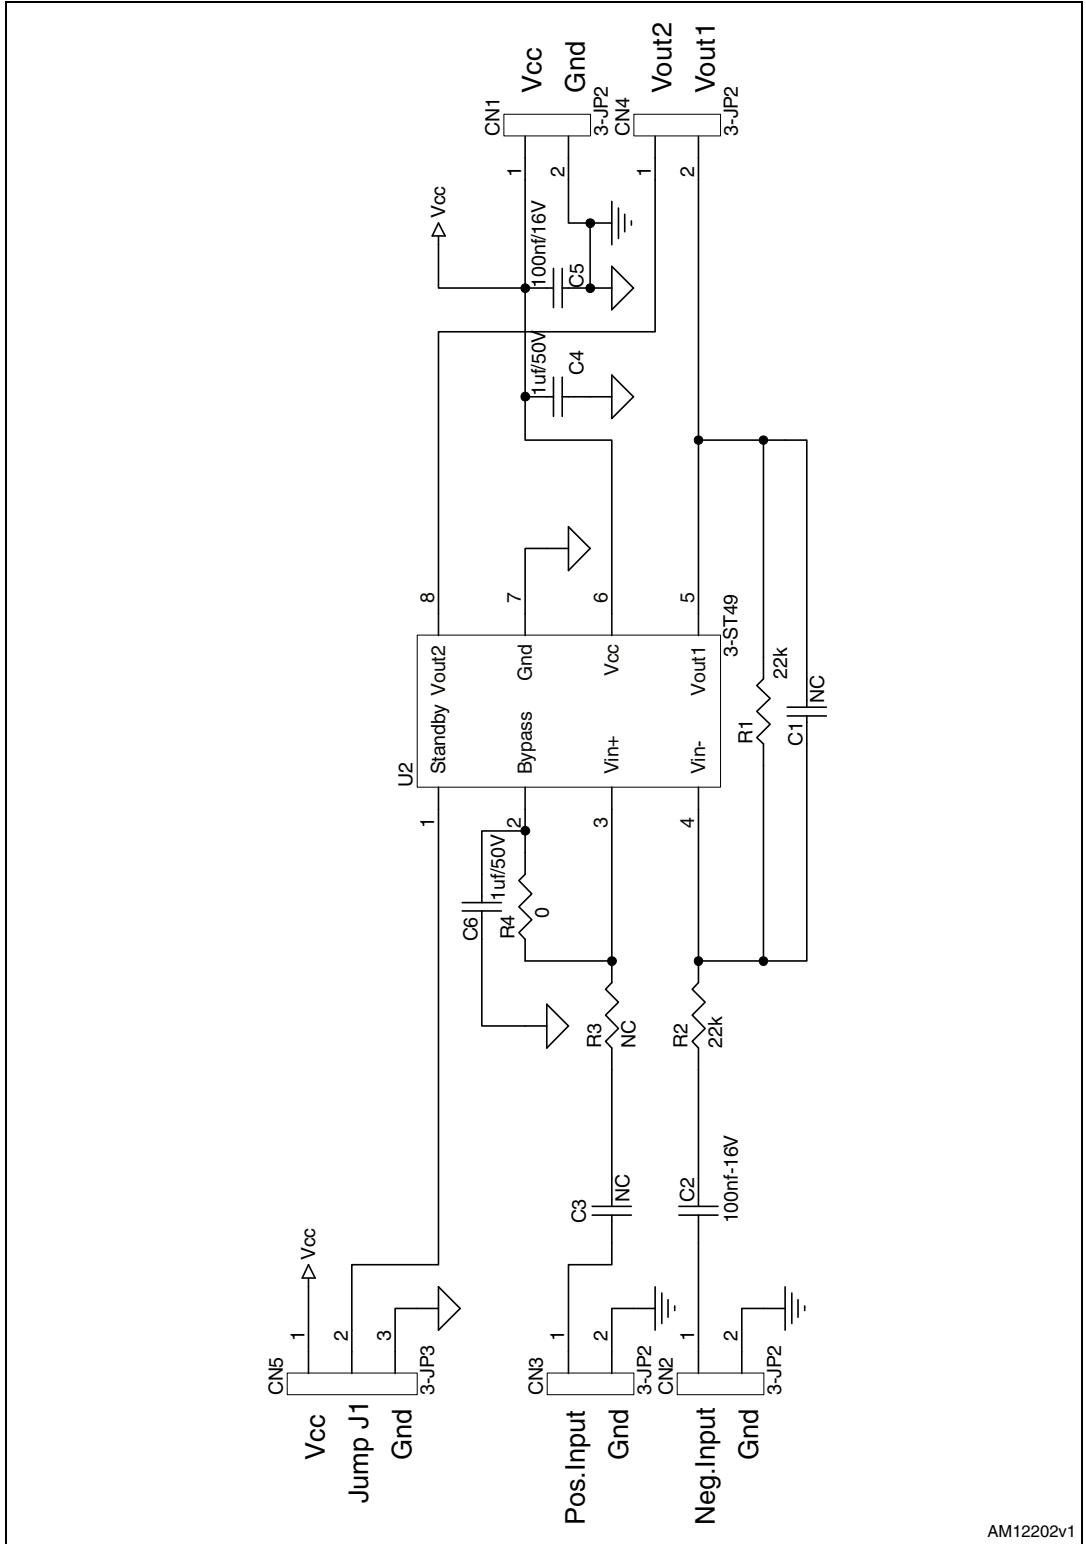 CN1
1
2
3-JP2
Vcc
Gnd
CN4
1
2
3-JP2
Vout2
Vout1
Vcc
100nf/16V
C5
1uf/50V
C4
8
7
6
5
U2
Standby Vout2
Bypass Gnd
Vin+ Vcc
Vin- Vout1
3-ST49
1
2
3
4
C6
1uf/50V
R4
0
R1
22k
C1
NC
R3
NC
R2
22k
C3
NC
C2
100nf-16V
Vcc
CN5
1
2
3
3-JP3
Vcc
Jump J1
Gnd
CN3
1
2
3-JP2
Pos.Input
Gnd
CN2
1
2
3-JP2
Neg.Input
Gnd
AM12202v1